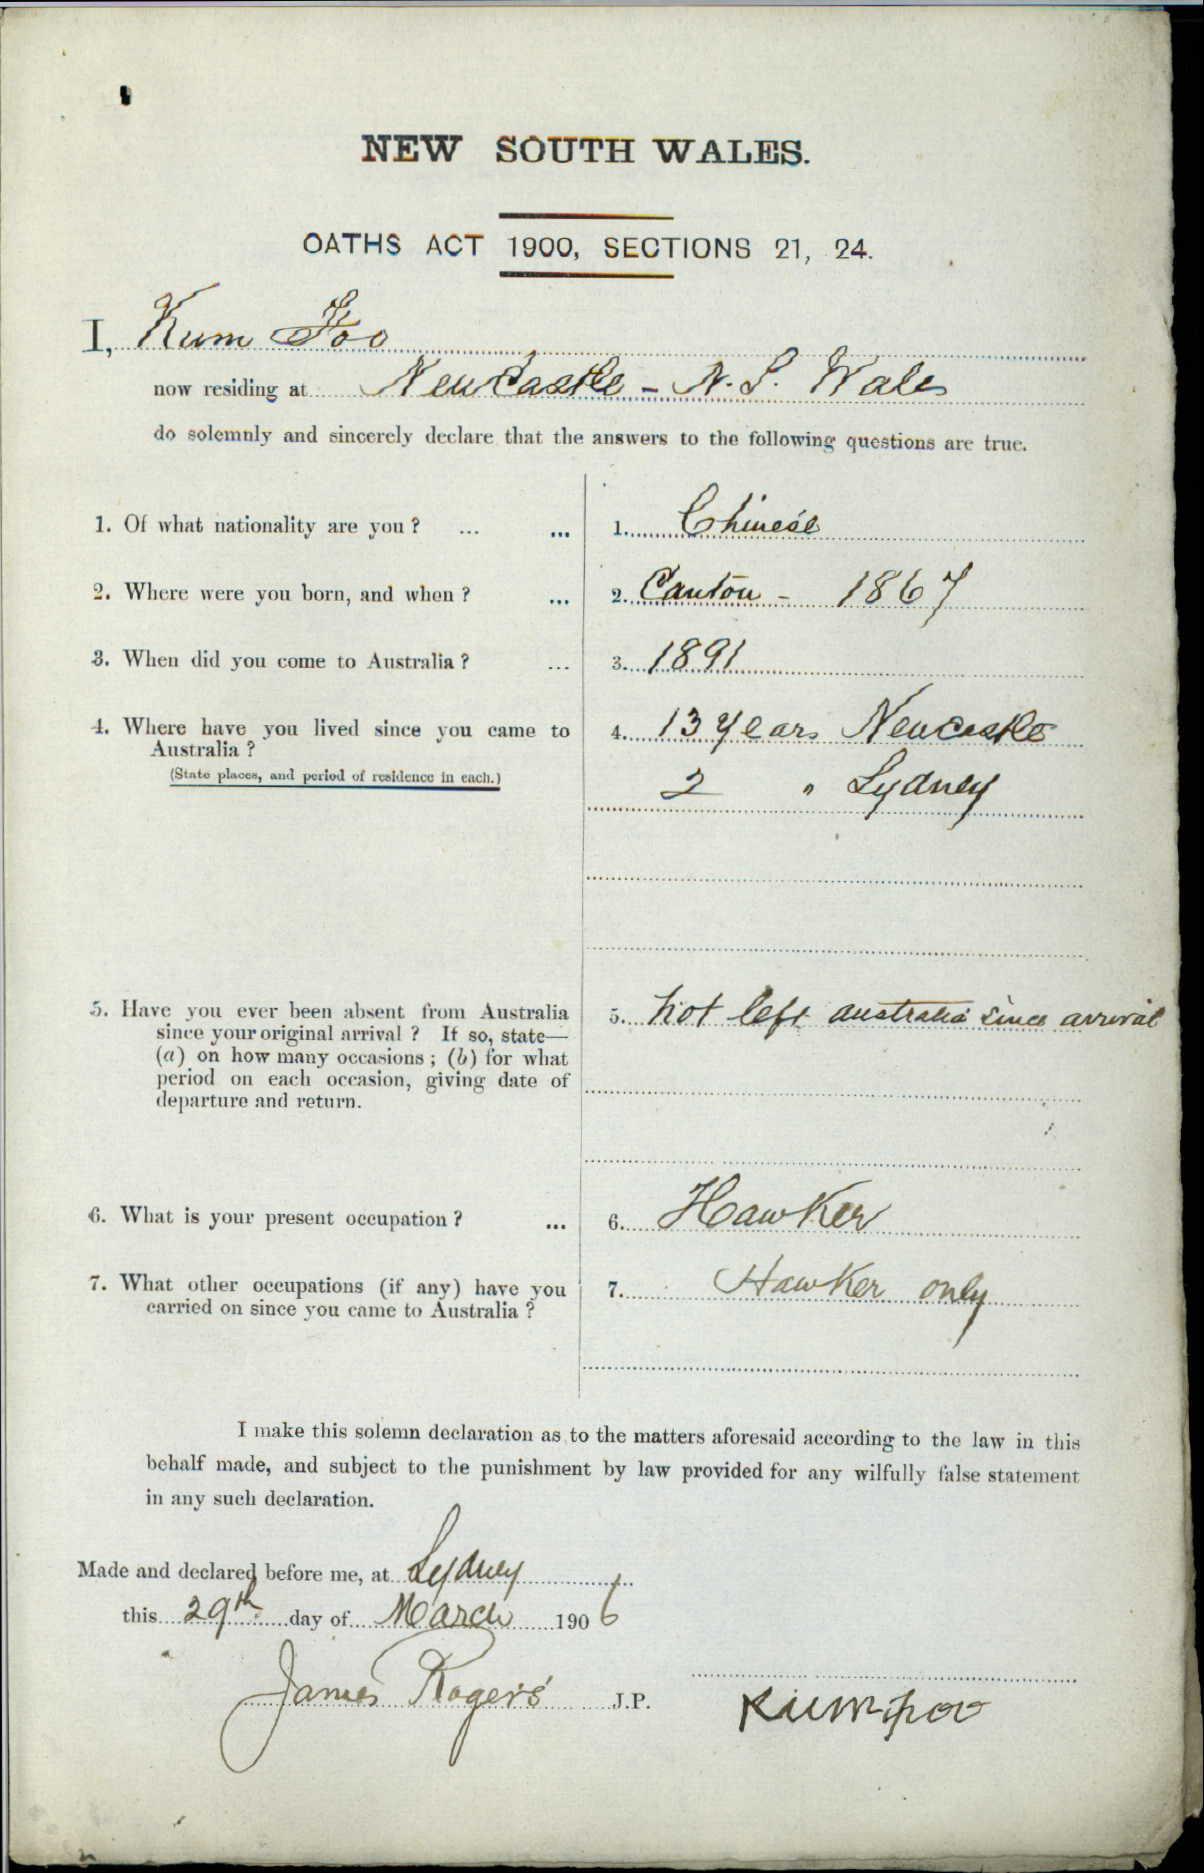 NEW SOUTH WALES.
OATHS ACT 1900, SECTIONS 21, 24.
I, Kum Foo
now residing at Newcastle - N. S. Wales
do solemnly and sincerely declare that the answers to the following questions are true.
1. Of what nationality are you ? ... ... 1. Chinese
2. Where were you born, and when ? ... 2. Canton - 1867
3. When did you come to Australia ? ... 3. 1891
4. Where have you lived since you came to 4. 13 Years Newcastle
Australia ?
(State places, and period of residence in each.) 2 " Sydney
5. Have you ever been absent from Australia 5. not left australia since arrival
since your original arrival ? If so, state—
(a) on how many occasions ; (b) for what
period on each occasion, giving date of
departure and return.
6. What is your present occupation ? ... 6. Hawker
7. What other occupations (if any) have you 7. Hawker only
carried on since you came to Australia ?
I make this solemn declaration as to the matters aforesaid according to the law in this
behalf made, and subject to the punishment by law provided for any wilfully false statement
in any such declaration.
Made and declared before me, at Sydney
this 29th day of March 1906
James Rogers J.P. Kum foo